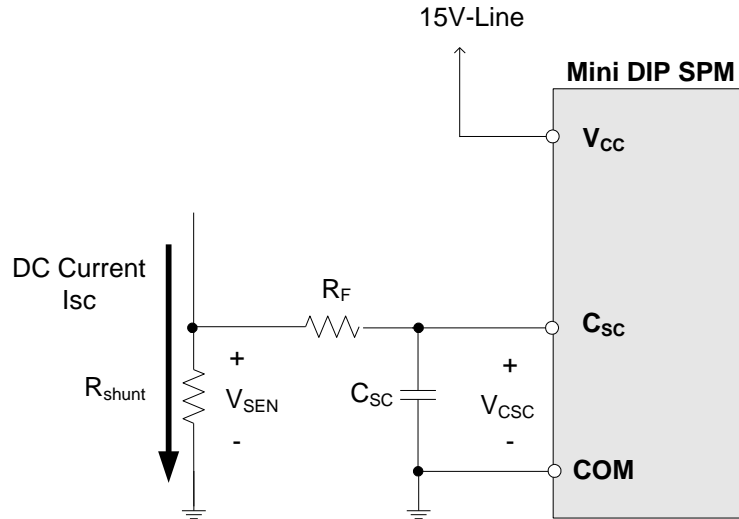 15V-Line
Mini DIP SPM
VCC
DC Current
Isc
RF
CSC
Rshunt
+
VSEN
-
CSC
+
VCSC
-
COM